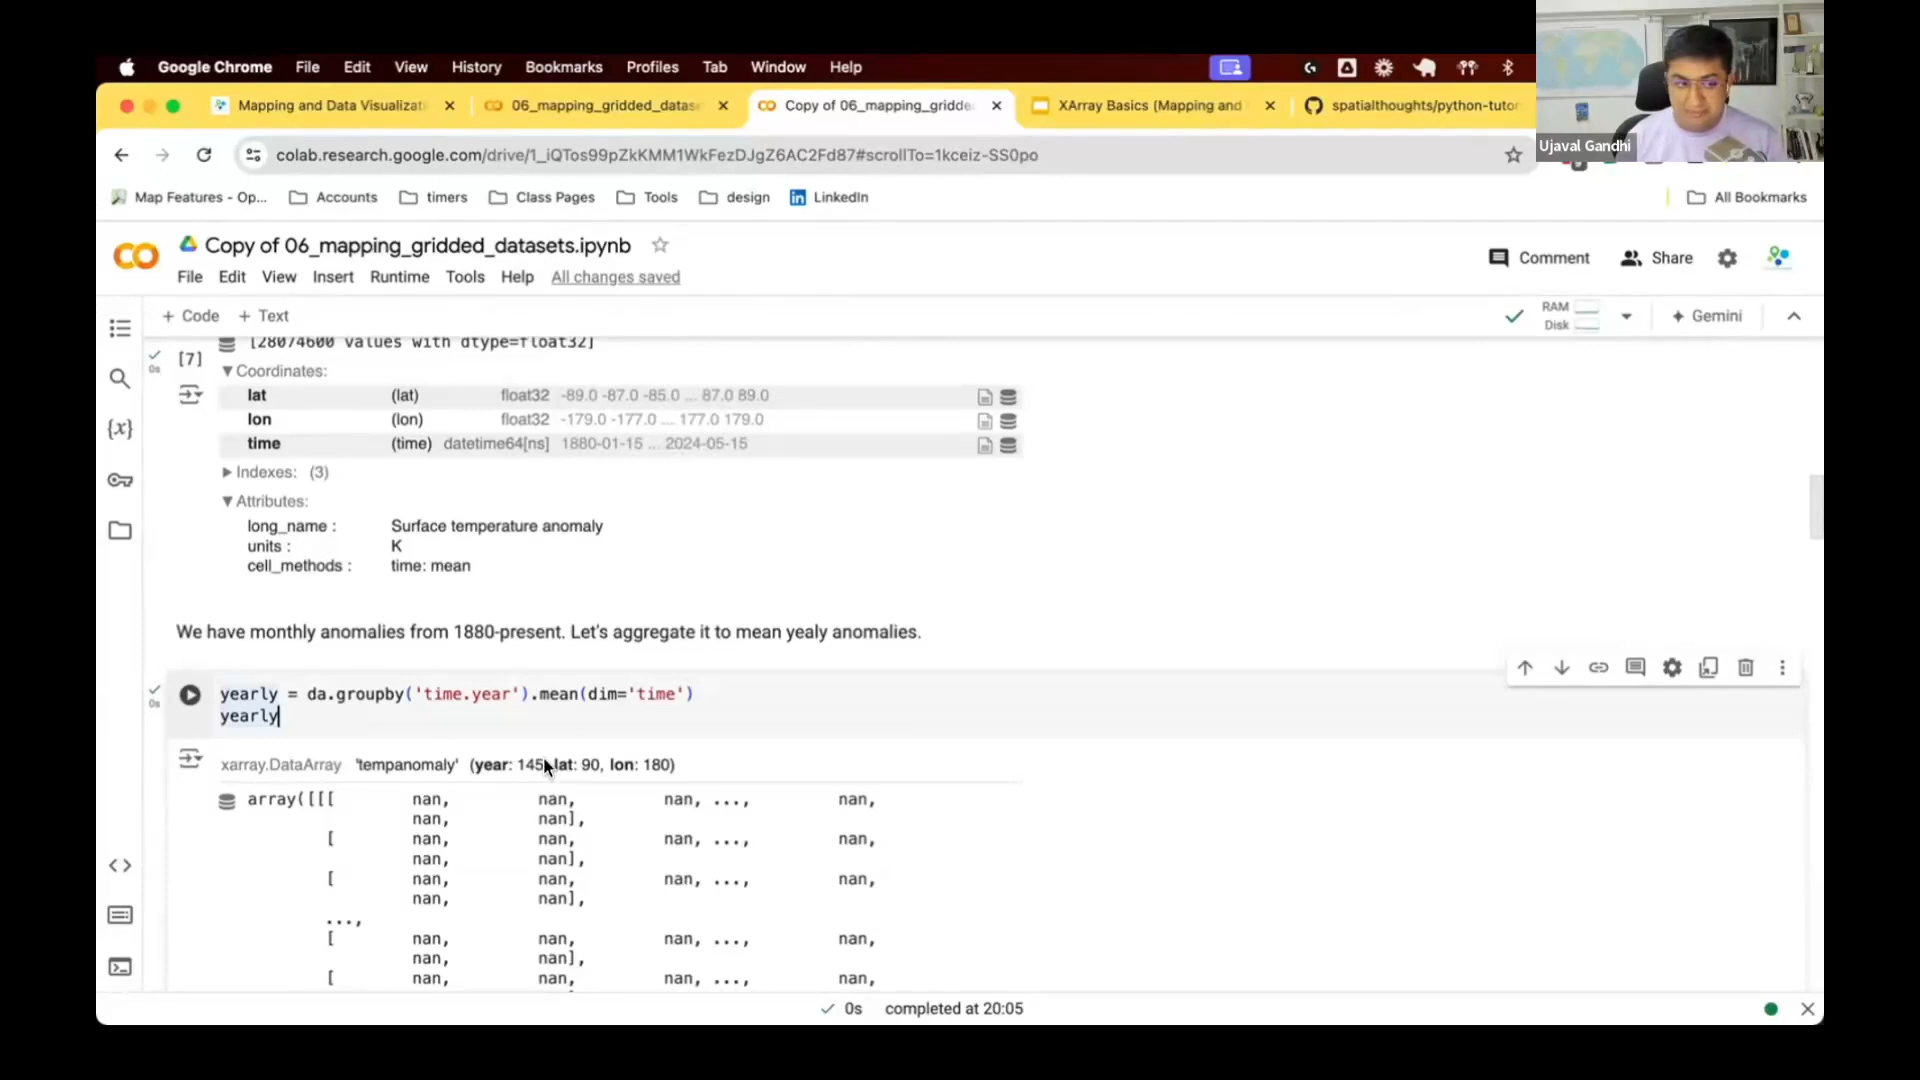 Google Chrome File Edit View History Bookmarks Profiles Tab Window Help
Mapping and Data Visualizat
06_mapping_gridded_datase
Copy of 06_mapping_gridde
XArray Basics (Mapping and
spatialthoughts/python-tutor
Ujaval Gandhi
colab.research.google.com/drive/1_iQTos99pZkKMM1WkFezDJgZ6AC2Fd87#scrollTo=1kceiz-SS0po
Map Features - Op... Accounts timers Class Pages Tools design LinkedIn All Bookmarks
Copy of 06_mapping_gridded_datasets.ipynb
Comment Share
File Edit View Insert Runtime Tools Help All changes saved
+ Code + Text
RAM
Disk
Gemini
[28074600 values with dtype=float32]
[7]
0s
▼Coordinates:
lat (lat) float32 -89.0 -87.0 -85.0 ... 87.0 89.0
lon (lon) float32 -179.0 -177.0 ... 177.0 179.0
time (time) datetime64[ns] 1880-01-15 ... 2024-05-15
►Indexes: (3)
▼Attributes:
long_name : Surface temperature anomaly
units : K
cell_methods : time: mean
We have monthly anomalies from 1880-present. Let's aggregate it to mean yealy anomalies.
0s
yearly = da.groupby('time.year').mean(dim='time')
yearly
xarray.DataArray 'tempanomaly' (year: 145, lat: 90, lon: 180)
array([[[ nan, nan, nan, ..., nan,
nan, nan],
[ nan, nan, nan, ..., nan,
nan, nan],
[ nan, nan, nan, ..., nan,
nan, nan],
...,
[ nan, nan, nan, ..., nan,
nan, nan],
[ nan, nan, nan, ..., nan,
0s completed at 20:05